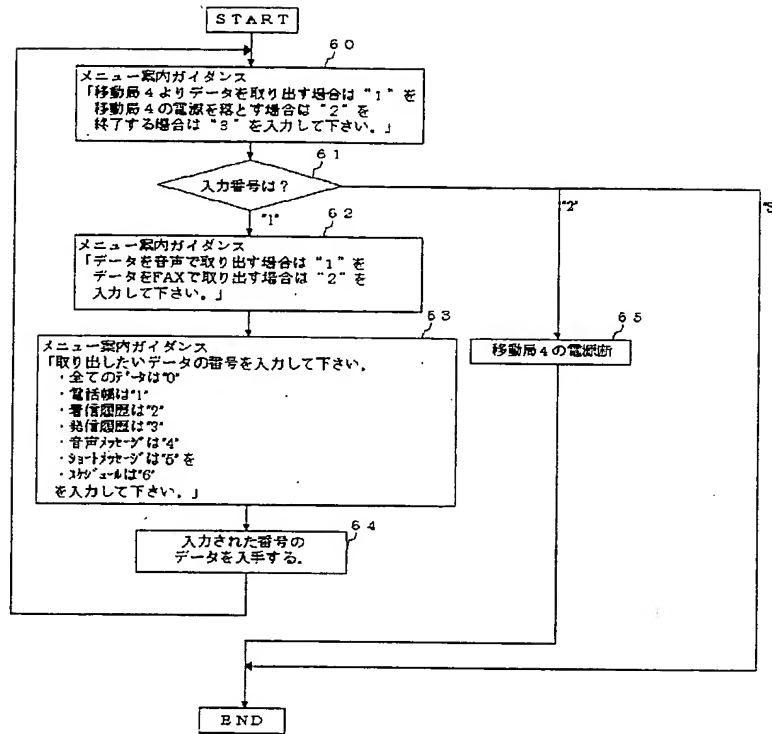 START
60
メニュー案内ガイダンス
「移動局4よりデータを取り出す場合は"1"を
移動局4の電源を落とす場合は"2"を
終了する場合は"3"を入力して下さい。」
61
入力番号は?
"1"
"2"
"3"
62
メニュー案内ガイダンス
「データを音声で取り出す場合は"1"を
データをFAXで取り出す場合は"2"を
入力して下さい。」
63
メニュー案内ガイダンス
「取り出したいデータの番号を入力して下さい。
・全てのデータは"0"
・電話帳は"1"
・着信履歴は"2"
・発信履歴は"3"
・音声メッセージは"4"
・ショートメッセージは"5"を
・スケジュールは"6"
を入力して下さい。」
65
移動局4の電源断
64
入力された番号の
データを入手する。
END